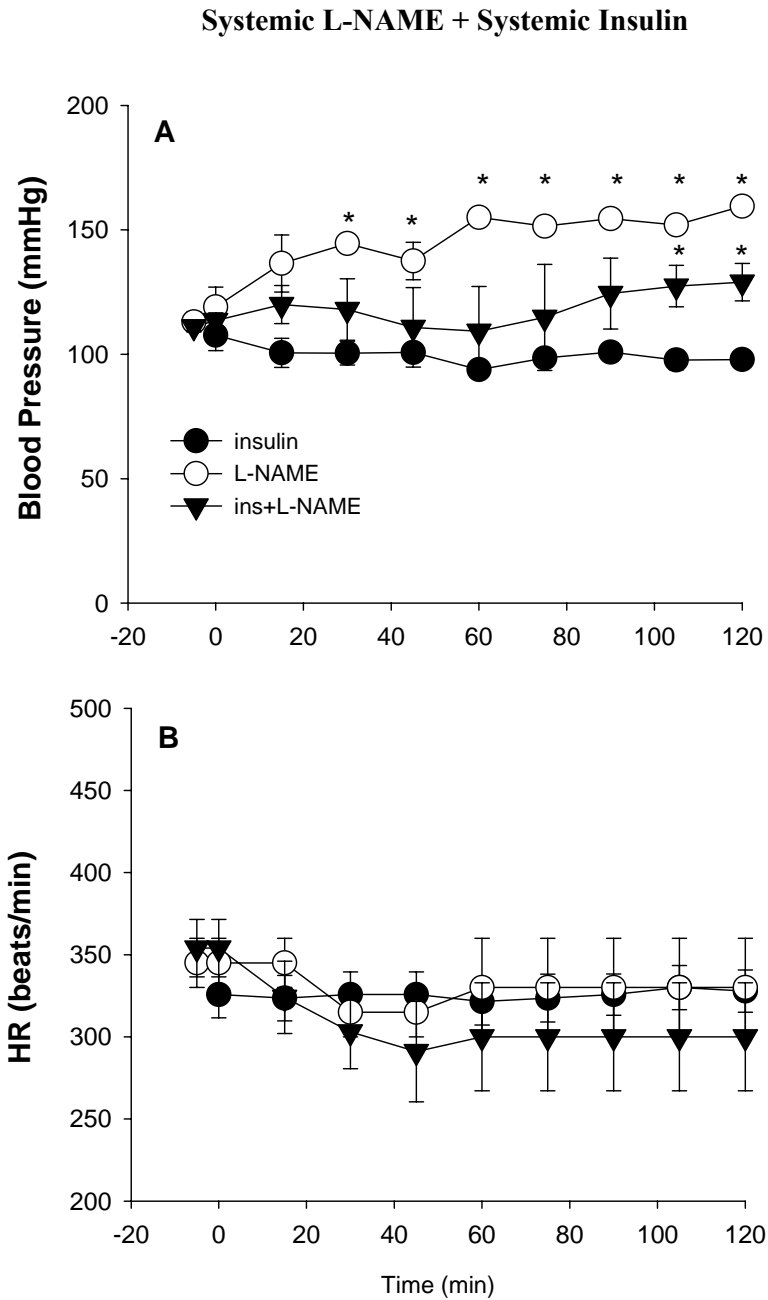 Systemic L-NAME + Systemic Insulin
200
A
* * * * * * *
150
* *
100
insulin
L-NAME
50
ins+L-NAME
0
-20 0 20 40 60 80 100 120
Blood Pressure (mmHg)
500
B
450
400
350
300
250
200
-20 0 20 40 60 80 100 120
HR (beats/min)
Time (min)